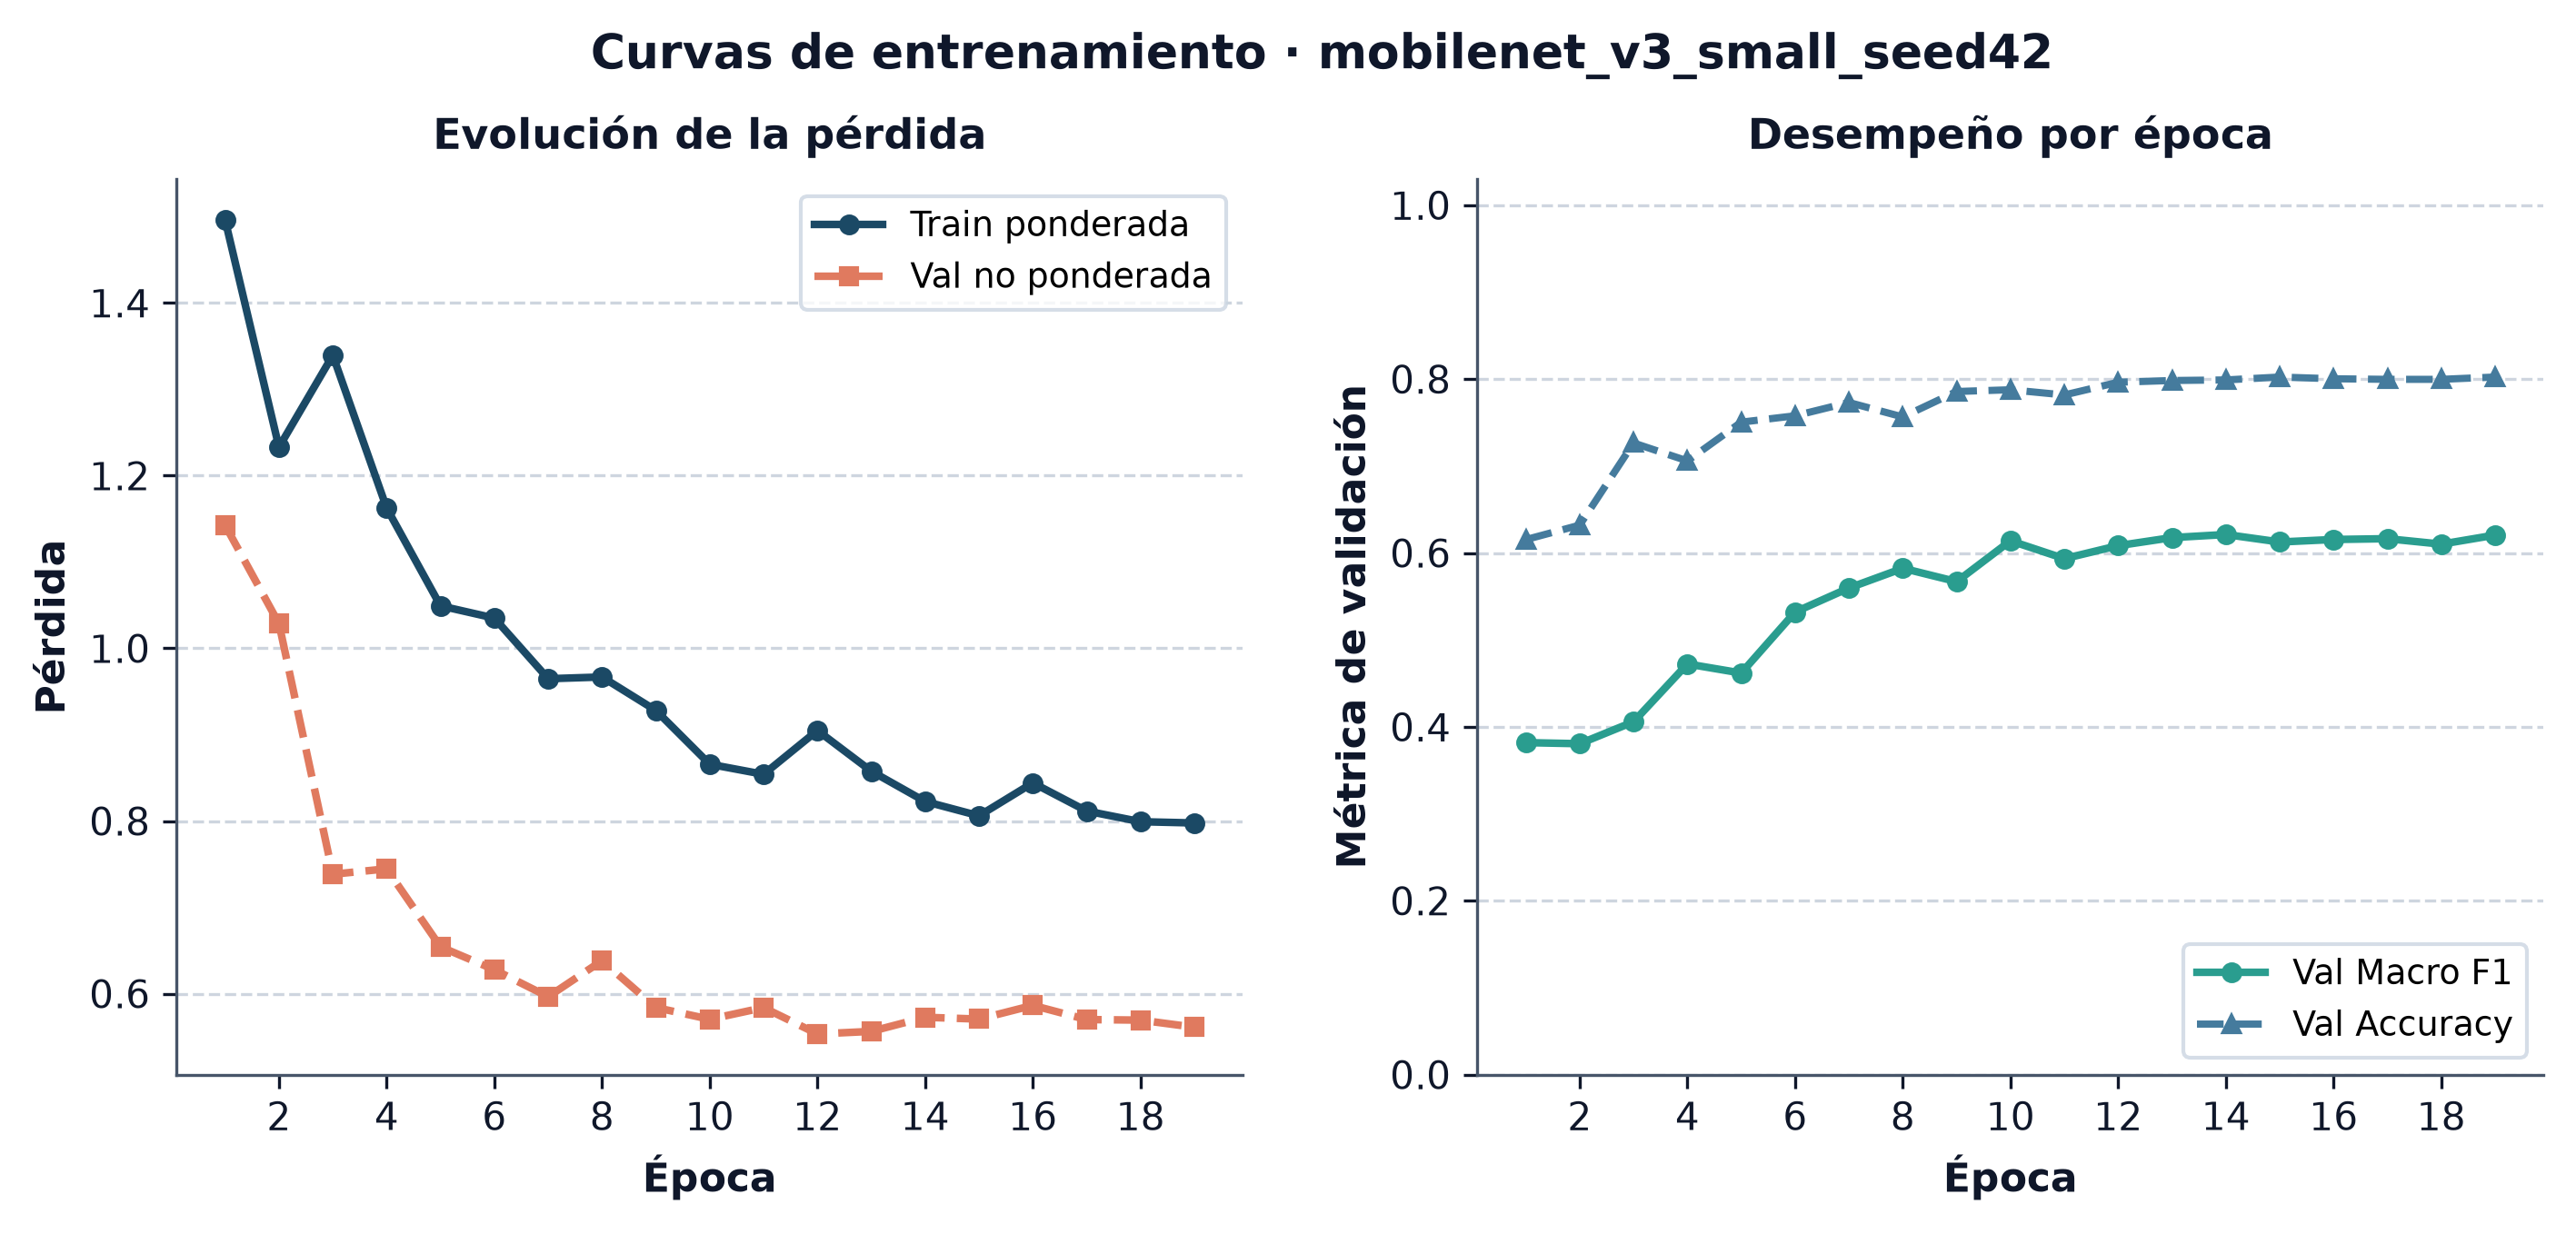 Curvas de entrenamiento · mobilenet_v3_small_seed42
Evolución de la pérdida
Train ponderada
Val no ponderada
1.4
1.2
1.0
0.8
0.6
Pérdida
2 4 6 8 10 12 14 16 18
Época
Desempeño por época
1.0
0.8
0.6
0.4
0.2
0.0
Métrica de validación
Val Macro F1
Val Accuracy
2 4 6 8 10 12 14 16 18
Época